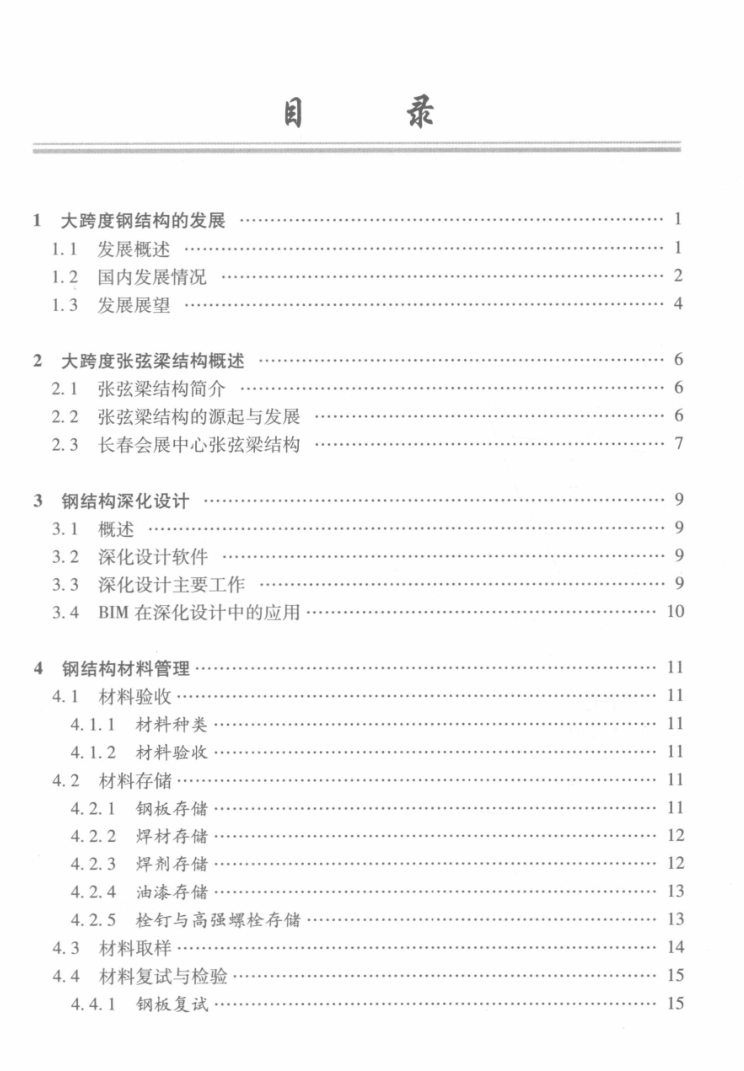 目 录
1 大跨度钢结构的发展 …… 1
1.1 发展概述 …… 1
1.2 国内发展情况 …… 2
1.3 发展展望 …… 4
2 大跨度张弦梁结构概述 …… 6
2.1 张弦梁结构简介 …… 6
2.2 张弦梁结构的源起与发展 …… 6
2.3 长春会展中心张弦梁结构 …… 7
3 钢结构深化设计 …… 9
3.1 概述 …… 9
3.2 深化设计软件 …… 9
3.3 深化设计主要工作 …… 9
3.4 BIM在深化设计中的应用 …… 10
4 钢结构材料管理 …… 11
4.1 材料验收 …… 11
4.1.1 材料种类 …… 11
4.1.2 材料验收 …… 11
4.2 材料存储 …… 11
4.2.1 钢板存储 …… 11
4.2.2 焊材存储 …… 12
4.2.3 焊剂存储 …… 12
4.2.4 油漆存储 …… 13
4.2.5 栓钉与高强螺栓存储 …… 13
4.3 材料取样 …… 14
4.4 材料复试与检验 …… 15
4.4.1 钢板复试 …… 15